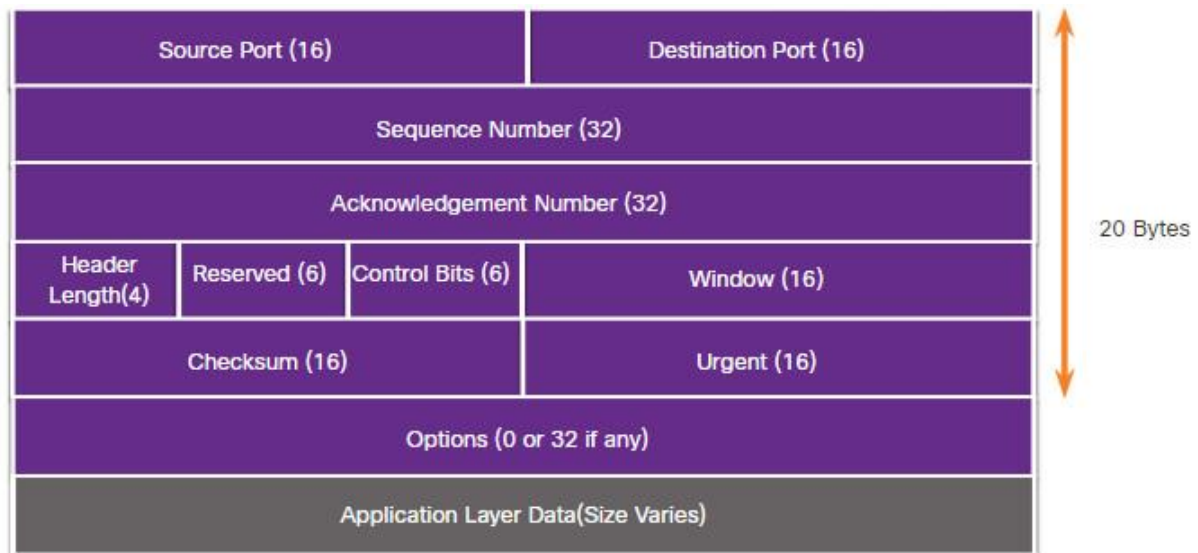 Source Port (16)
Destination Port (16)
Sequence Number (32)
Acknowledgement Number (32)
20 Bytes
Header
Length(4)
Reserved (6)
Control Bits (6)
Window (16)
Checksum (16)
Urgent (16)
Options (0 or 32 if any)
Application Layer Data(Size Varies)